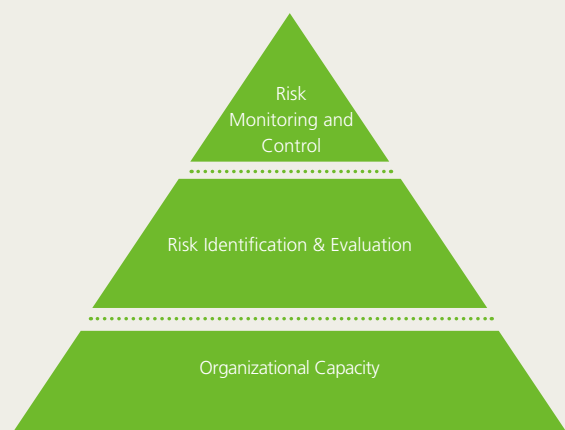 Risk
Monitoring and
Control
Risk Identification & Evaluation
Organizational Capacity